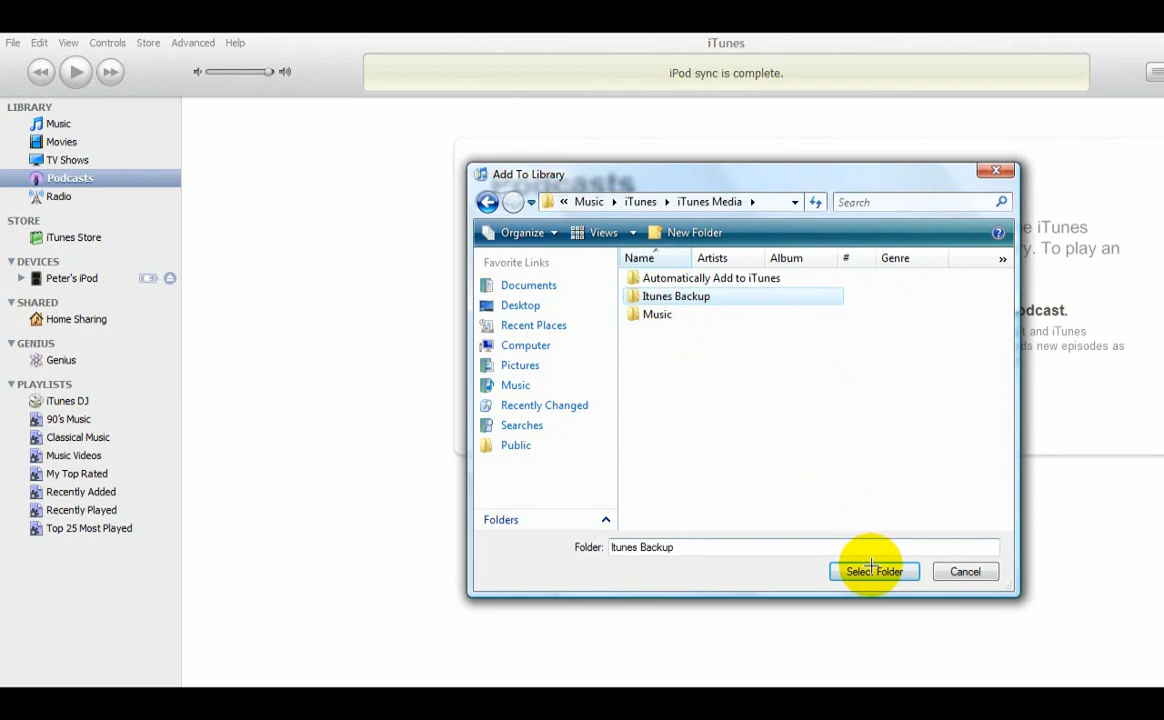 File Edit View Controls Store Advanced Help
iTunes
iPod sync is complete.
LIBRARY
Music
Movies
TV Shows
Podcasts
Radio
STORE
iTunes Store
DEVICES
Peter's iPod
SHARED
Home Sharing
GENIUS
Genius
PLAYLISTS
iTunes DJ
90's Music
Classical Music
Music Videos
My Top Rated
Recently Added
Recently Played
Top 25 Most Played
Podcasts
e iTunes
y. To play an
odcast.
t and iTunes
ds new episodes as
Add To Library
« Music iTunes iTunes Media
Search
Organize Views New Folder
Favorite Links
Documents
Desktop
Recent Places
Computer
Pictures
Music
Recently Changed
Searches
Public
Folders
Name Artists Album # Genre »
Automatically Add to iTunes
Itunes Backup
Music
Folder: Itunes Backup
Select Folder Cancel